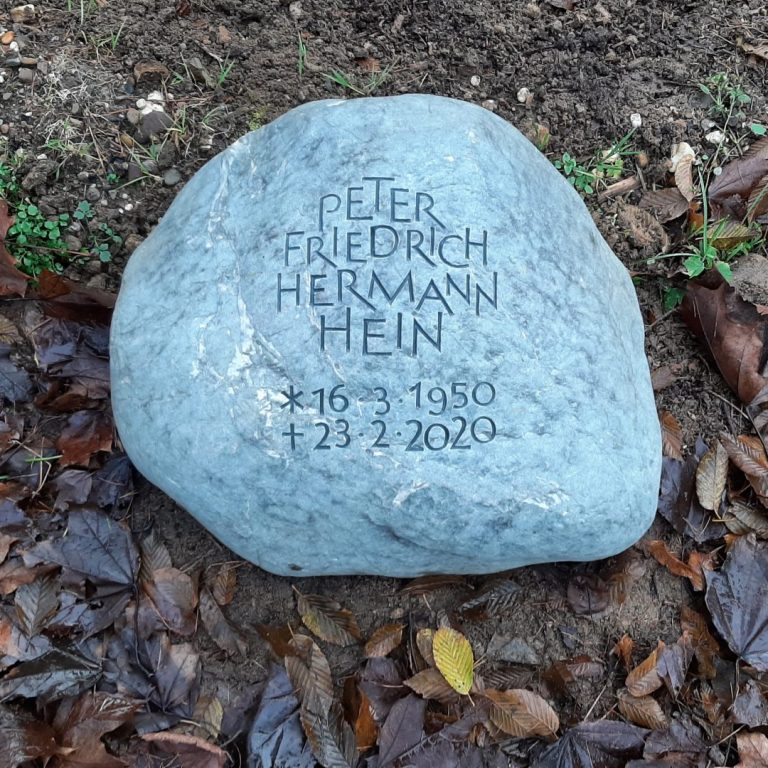 PETER
FRIEDRICH
HERMANN
HEIN
*16·3·1950
†23·2·2020